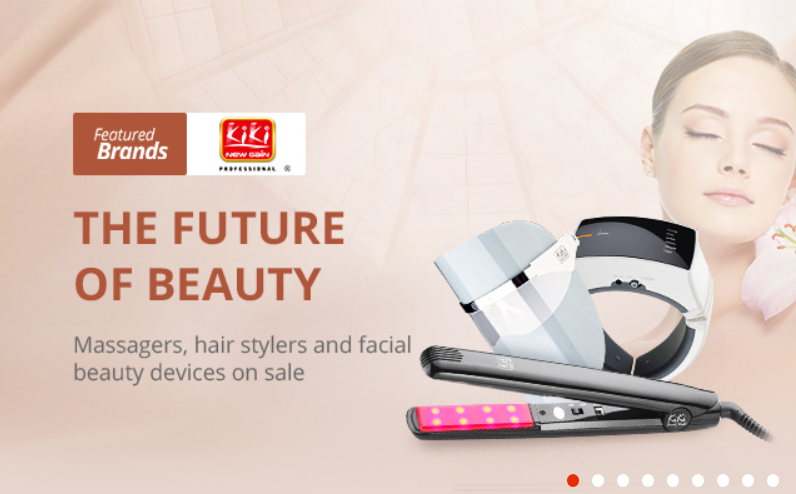 Featured
Brands
KiKi
NEW GAIN
PROFESSIONAL ®
THE FUTURE
OF BEAUTY
Massagers, hair stylers and facial
beauty devices on sale
KiKi